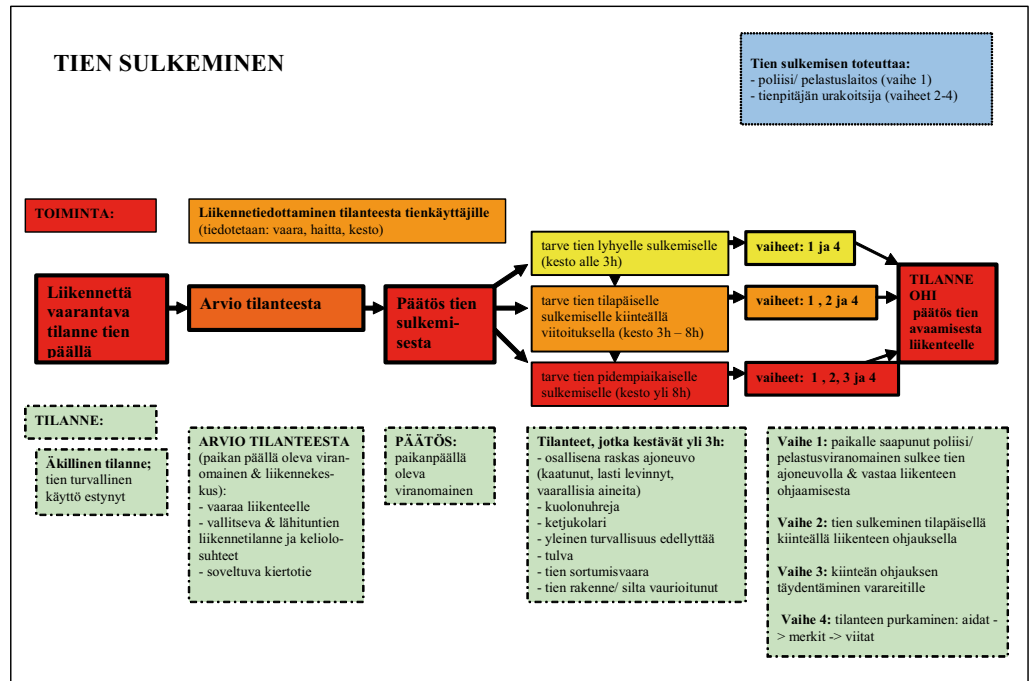 TIEN SULKEMINEN
Tien sulkemisen toteuttaa:
- poliisi/ pelastuslaitos (vaihe 1)
- tienpitäjän urakoitsija (vaiheet 2-4)
TOIMINTA:
Liikennetiedottaminen tilanteesta tienkäyttäjille
(tiedotetaan: vaara, haitta, kesto)
Liikennettä
vaarantava
tilanne tien
päällä
Arvio tilanteesta
Päätös tien
sulkemi-
sesta
tarve tien lyhyelle sulkemiselle
(kesto alle 3h)
vaiheet: 1 ja 4
tarve tien tilapäiselle
sulkemiselle kiinteällä
viitoituksella (kesto 3h – 8h)
vaiheet: 1 , 2 ja 4
tarve tien pidempiaikaiselle
sulkemiselle (kesto yli 8h)
vaiheet: 1 , 2, 3 ja 4
TILANNE
OHI
päätös tien
avaamisesta
liikenteelle
TILANNE:
Äkillinen tilanne;
tien turvallinen
käyttö estynyt
ARVIO TILANTEESTA
(paikan päällä oleva viran-
omainen & liikennekes-
kus):
- vaaraa liikenteelle
- vallitseva & lähituntien
liikennetilanne ja keliolo-
suhteet
- soveltuva kiertotie
PÄÄTÖS:
paikanpäällä
oleva
viranomainen
Tilanteet, jotka kestävät yli 3h:
- osallisena raskas ajoneuvo
(kaatunut, lasti levinnyt,
vaarallisia aineita)
- kuolonuhreja
- ketjukolari
- yleinen turvallisuus edellyttää
- tulva
- tien sortumisvaara
- tien rakenne/ silta vaurioitunut
Vaihe 1: paikalle saapunut poliisi/
pelastusviranomainen sulkee tien
ajoneuvolla & vastaa liikenteen
ohjaamisesta
Vaihe 2: tien sulkeminen tilapäisellä
kiinteällä liikenteen ohjauksella
Vaihe 3: kiinteän ohjauksen
täydentäminen varareitille
Vaihe 4: tilanteen purkaminen: aidat -
> merkit -> viitat